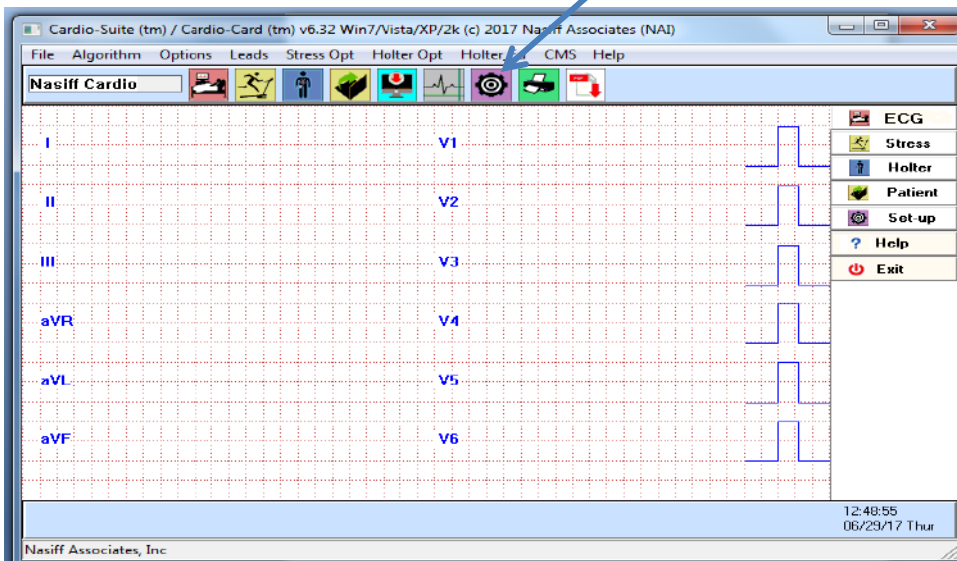 Cardio-Suite (tm) / Cardio-Card (tm) v6.32 Win7/Vista/XP/2k (c) 2017 Nasiff Associates (NAI)
File Algorithm Options Leads Stress Opt Holter Opt Holter CMS Help
Nasiff Cardio
ECG
Stress
Holter
Patient
Set-up
? Help
Exit
I V1
II V2
III V3
aVR V4
aVL V5
aVF V6
12:48:55
06/29/17 Thur
Nasiff Associates, Inc